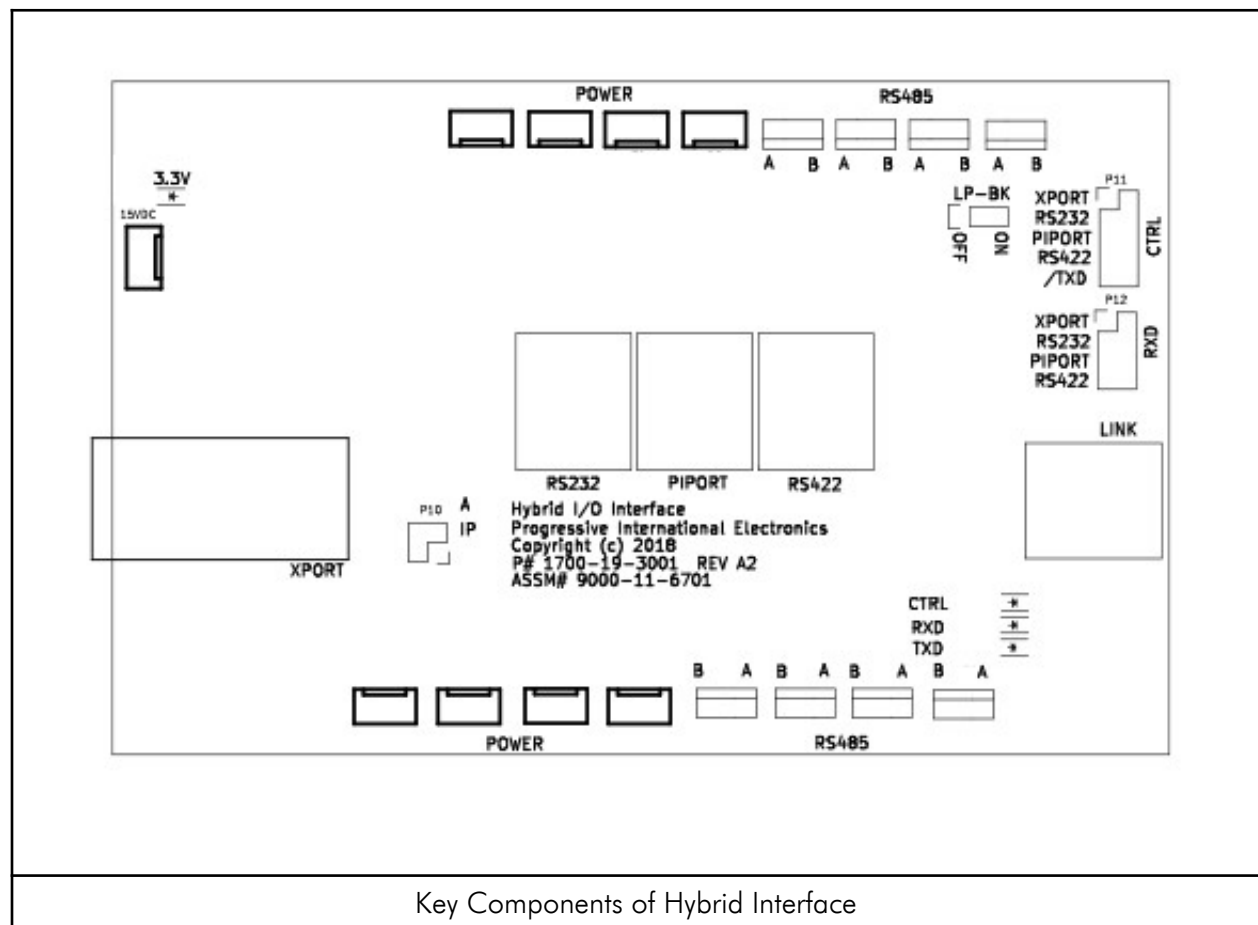 POWER
RS485
A B A B A B A B
3.3V
15VDC
LP-BK
OFF
ON
P11
XPORT
RS232
PIPORT
RS422
/TXD
CTRL
P12
XPORT
RS232
PIPORT
RS422
RXD
LINK
RS232
PIPORT
RS422
XPORT
P10
A
IP
Hybrid I/O Interface
Progressive International Electronics
Copyright (c) 2018
P# 1700-19-3001 REV A2
ASSM# 9000-11-6701
CTRL
RXD
TXD
B A B A B A B A
POWER
RS485
Key Components of Hybrid Interface